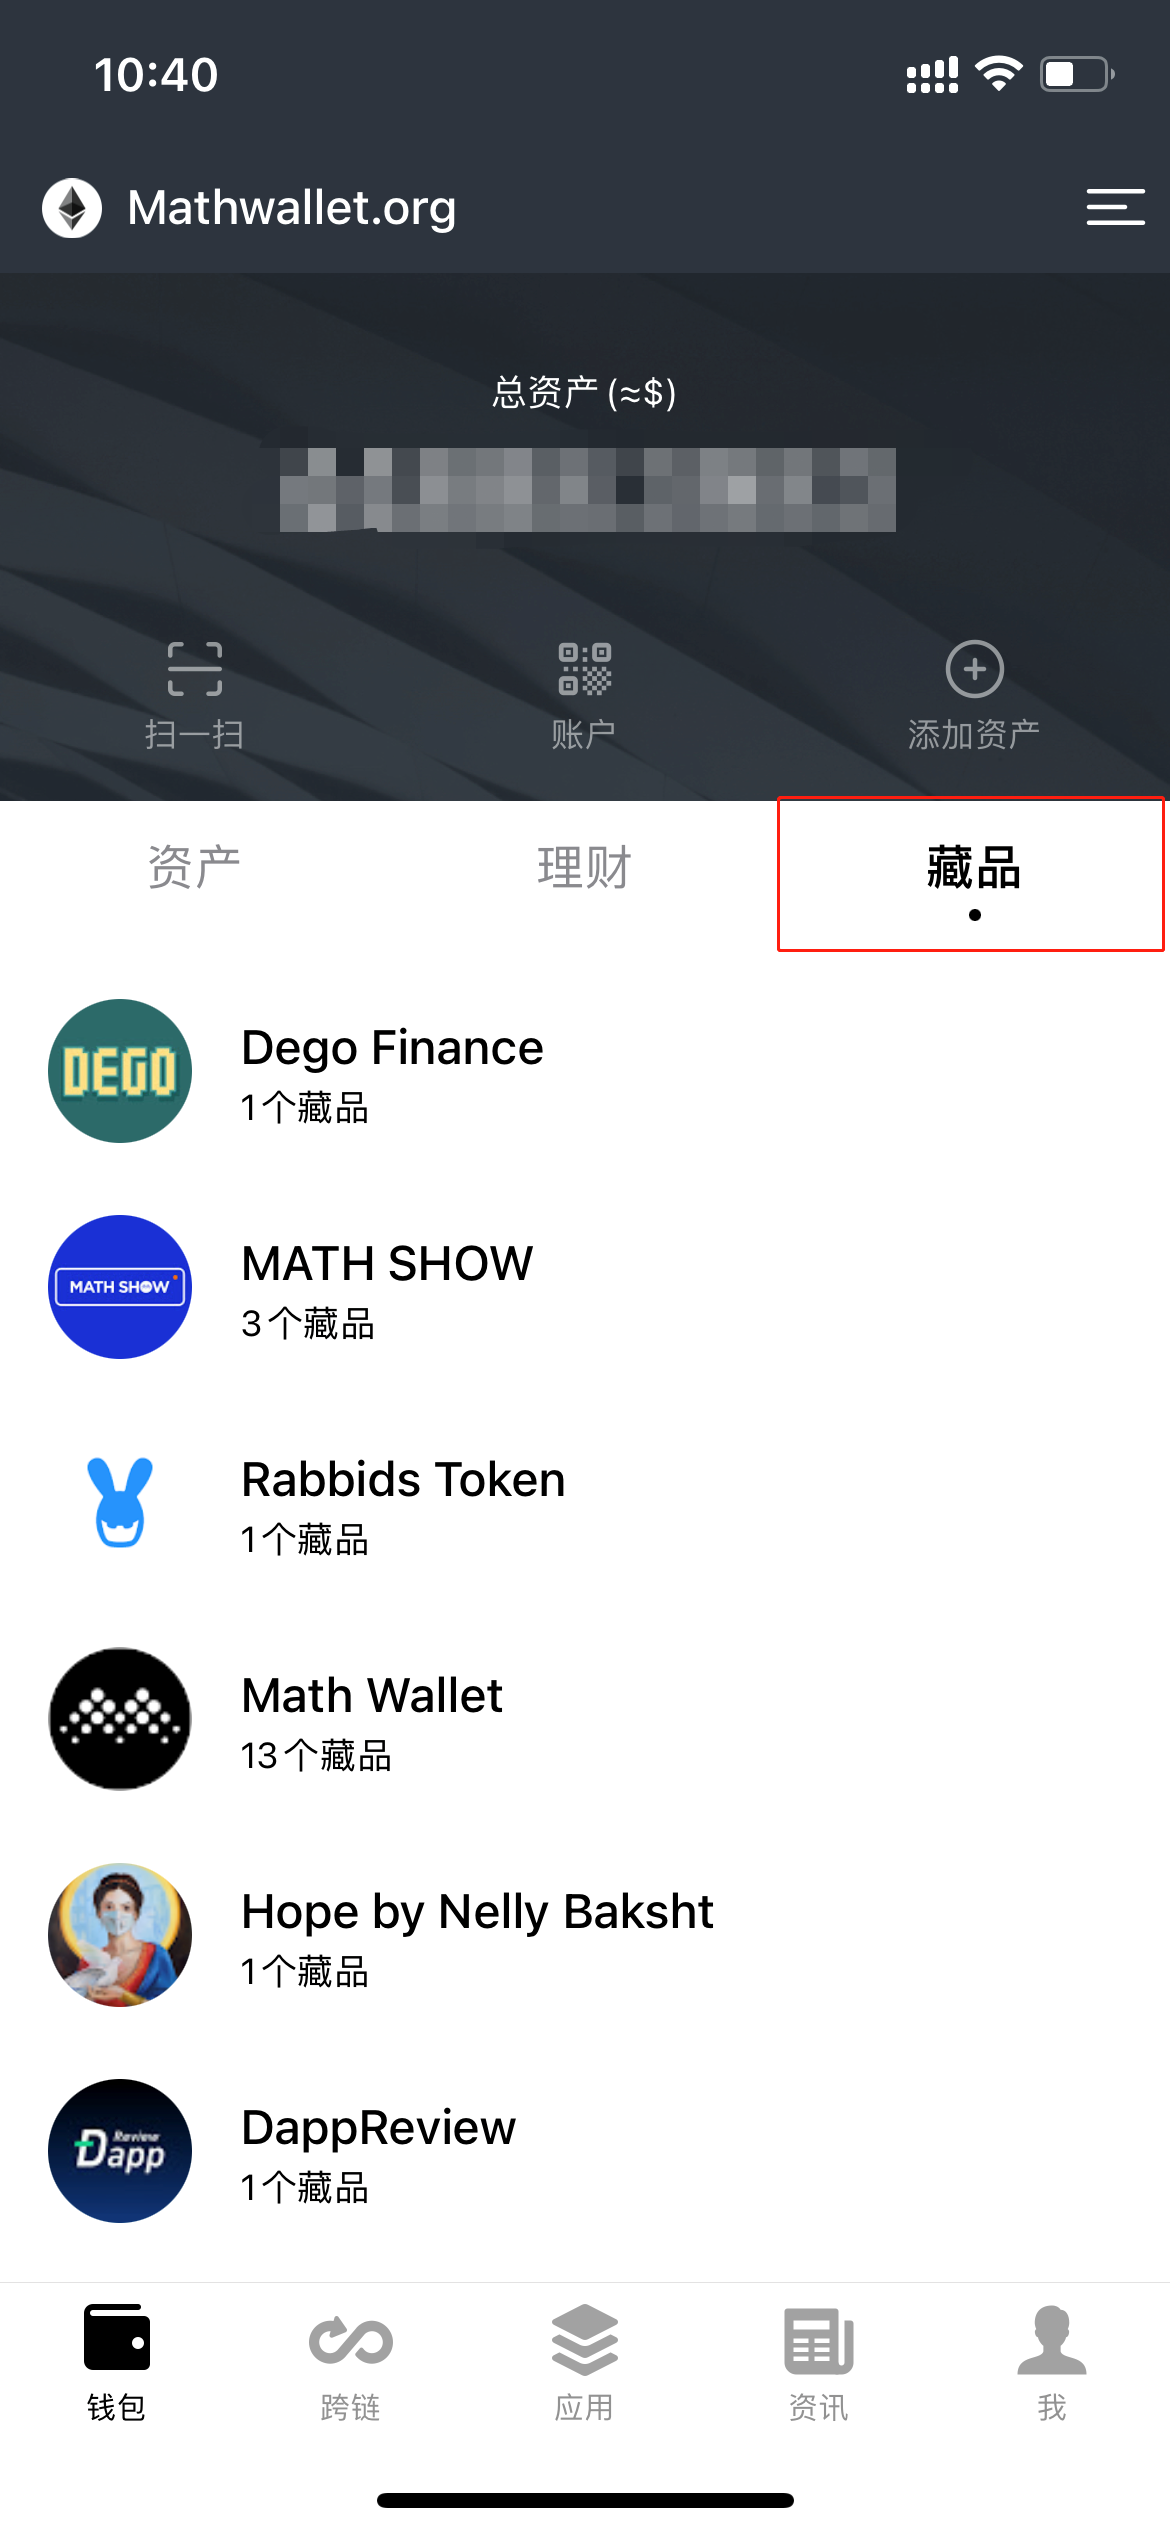 10:40
Mathwallet.org
总资产 (≈$)
扫一扫
账户
添加资产
资产
理财
藏品
DEGO
Dego Finance
1个藏品
MATH SHOW
MATH SHOW
3个藏品
Rabbids Token
1个藏品
Math Wallet
13个藏品
Hope by Nelly Baksht
1个藏品
Review
Dapp
DappReview
1个藏品
钱包
跨链
应用
资讯
我